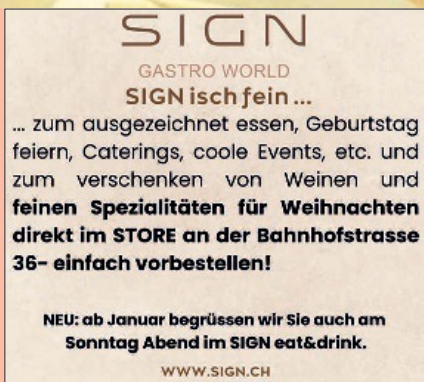 SIGN
GASTRO WORLD
SIGN isch fein ...
... zum ausgezeichnet essen, Geburtstag
feiern, Caterings, coole Events, etc. und
zum verschenken von Weinen und
feinen Spezialitäten für Weihnachten
direkt im STORE an der Bahnhofstrasse
36- einfach vorbestellen!
NEU: ab Januar begrüssen wir Sie auch am
Sonntag Abend im SIGN eat&drink.
WWW.SIGN.CH